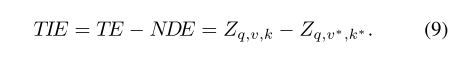 TIE = TE − NDE = Z_{q,v,k} − Z_{q,v*,k*}. (9)